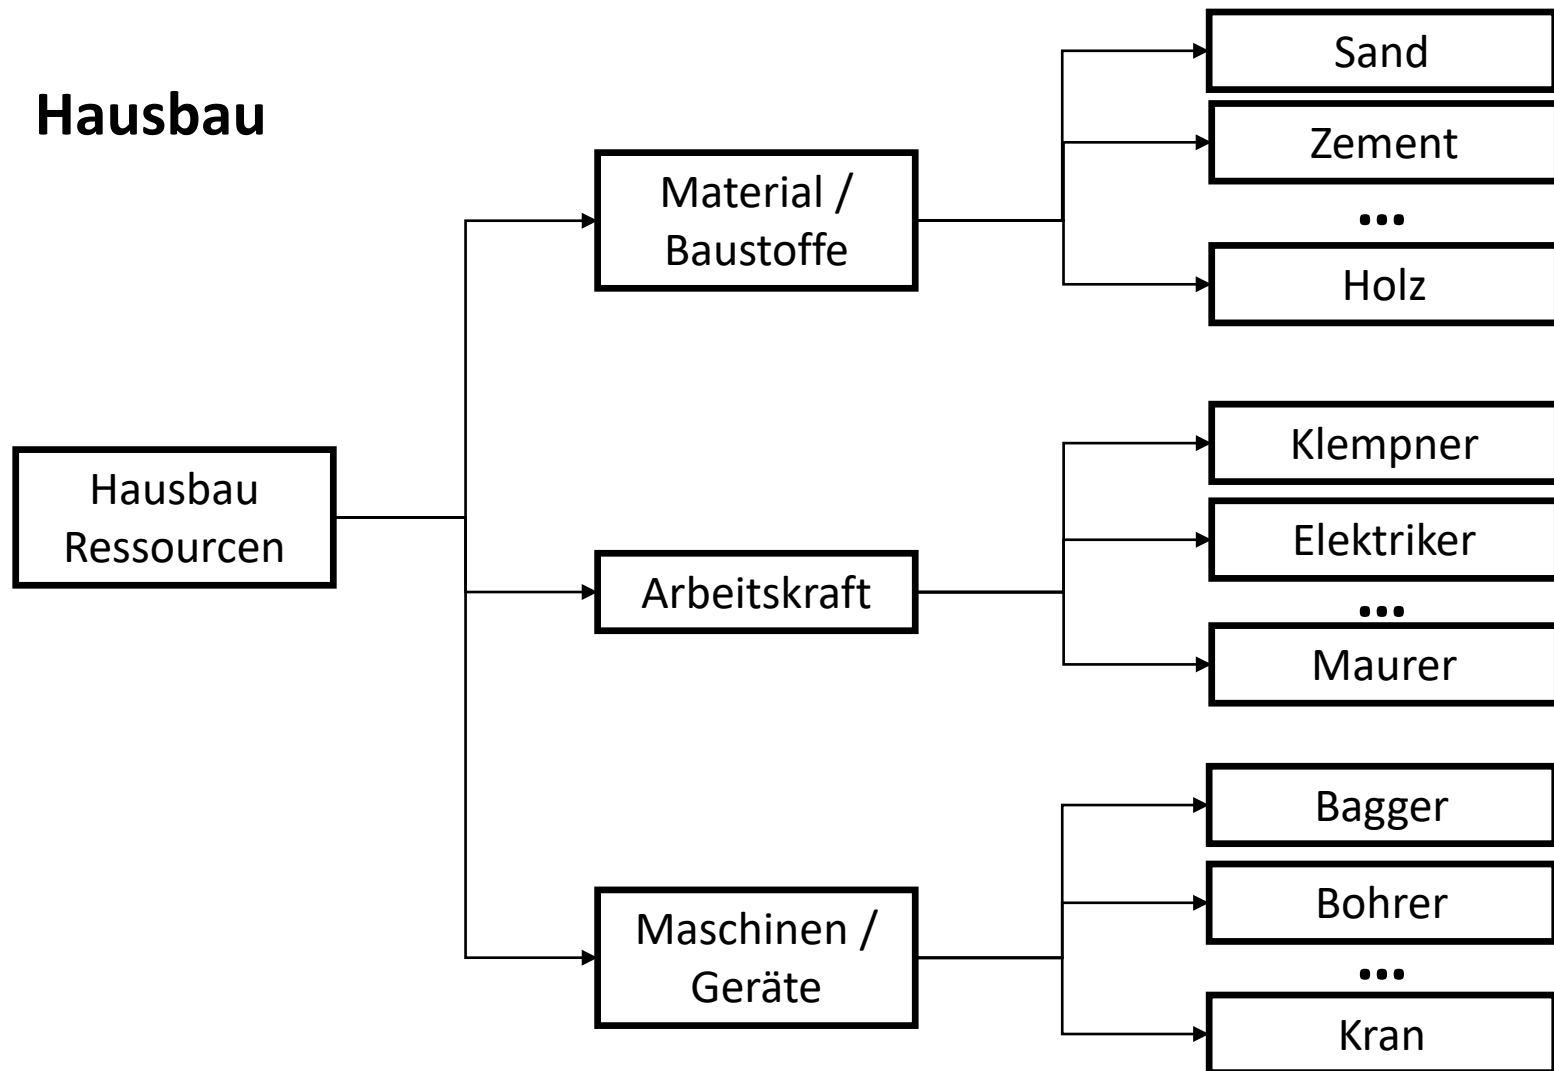 Hausbau
Hausbau
Ressourcen
Material /
Baustoffe
Sand
Zement
...
Holz
Arbeitskraft
Klempner
Elektriker
...
Maurer
Maschinen /
Geräte
Bagger
Bohrer
...
Kran